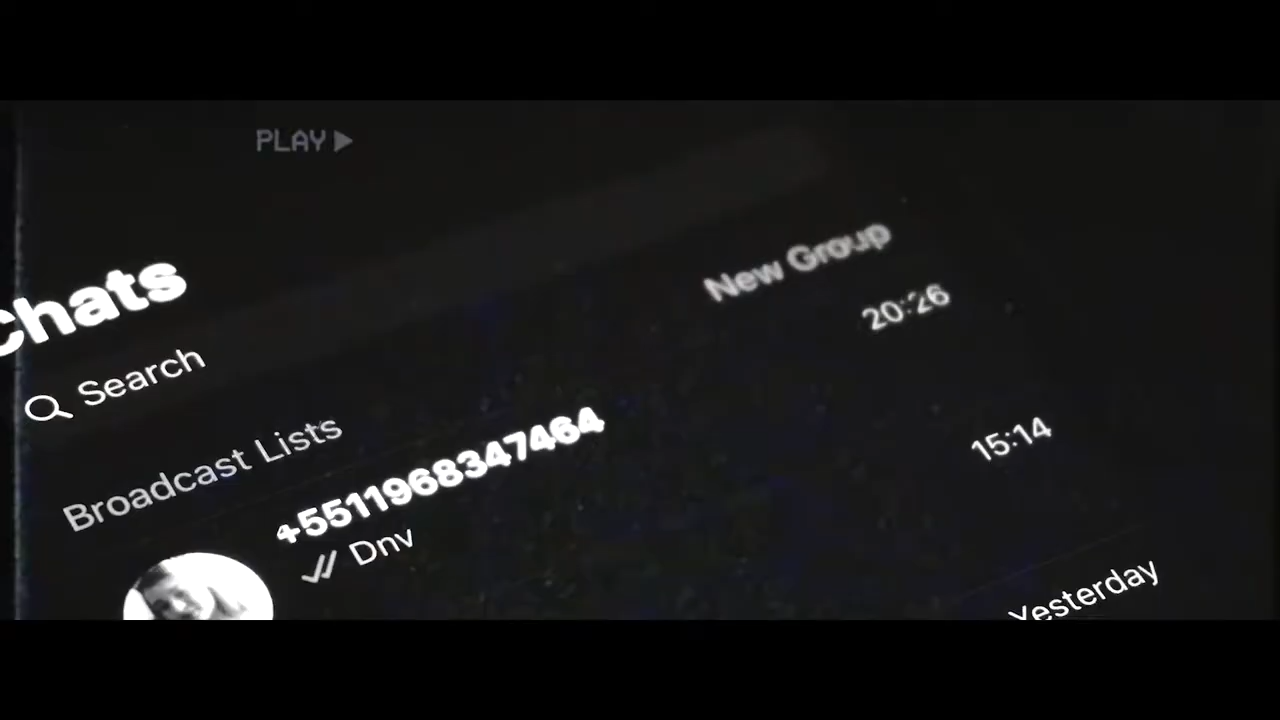 PLAY
Chats
Search
New Group
Broadcast Lists
20:26
+5511968347464
Dnv
15:14
Yesterday